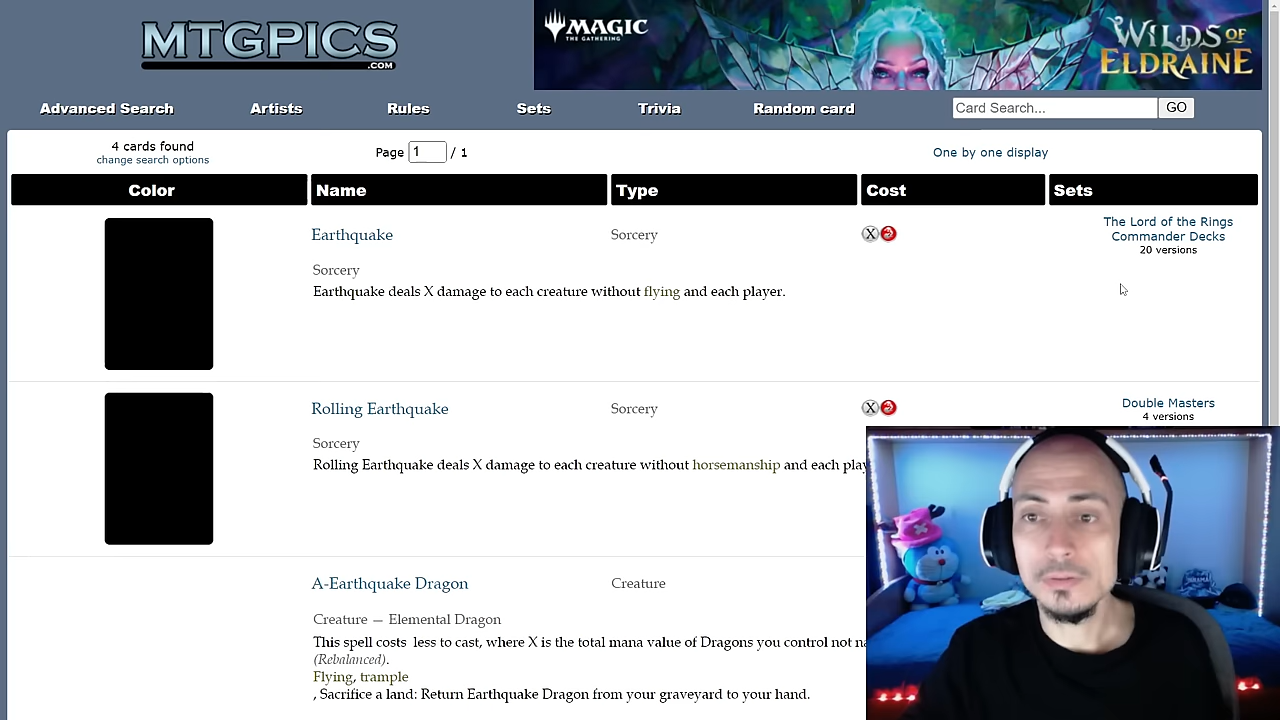 MTGPICS
.COM
MAGIC
THE GATHERING
WILDS OF
ELDRAINE
Advanced Search Artists Rules Sets Trivia Random card Card Search... GO
4 cards found
change search options
Page 1 / 1
One by one display
Color Name Type Cost Sets
Earthquake Sorcery X 2 The Lord of the Rings
Commander Decks
20 versions
Sorcery
Earthquake deals X damage to each creature without flying and each player.
Rolling Earthquake Sorcery X Double Masters
4 versions
Sorcery
Rolling Earthquake deals X damage to each creature without horsemanship and each play
A-Earthquake Dragon Creature
Creature — Elemental Dragon
This spell costs less to cast, where X is the total mana value of Dragons you control not na
(Rebalanced).
Flying, trample
, Sacrifice a land: Return Earthquake Dragon from your graveyard to your hand.